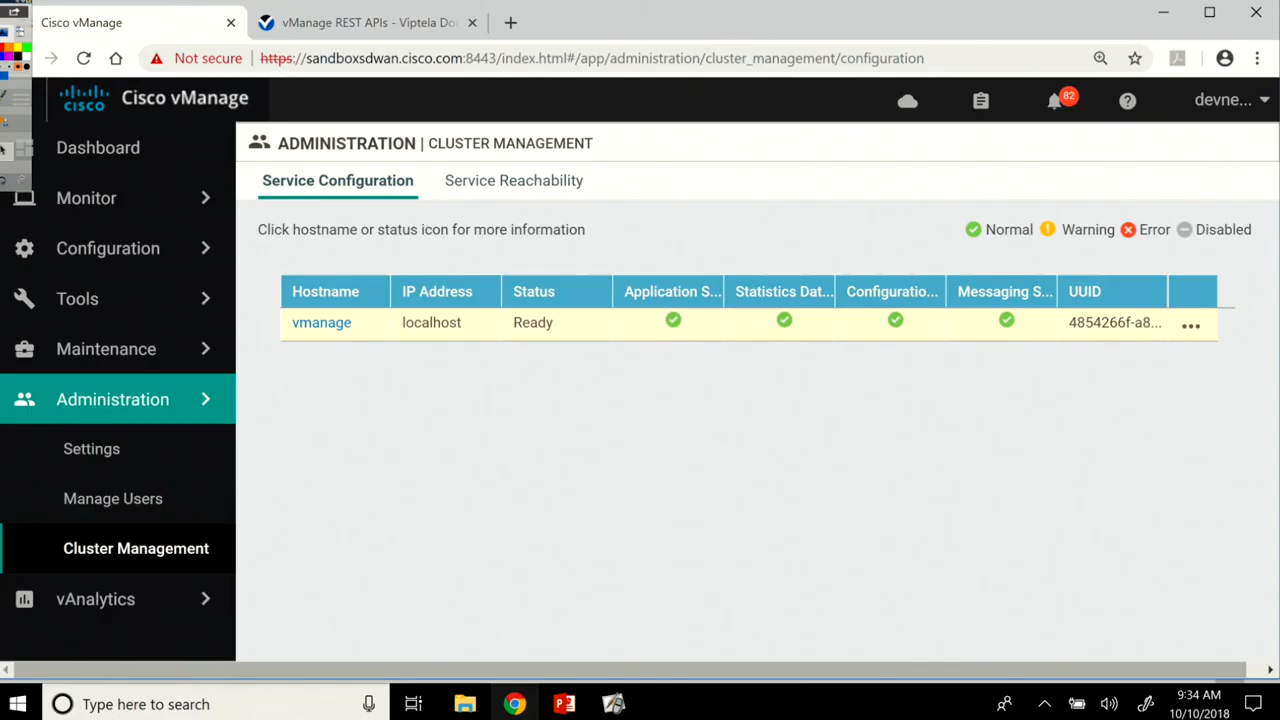 Cisco vManage
vManage REST APIs - Viptela Do
Not secure
https://sandboxsdwan.cisco.com:8443/index.html#/app/administration/cluster_management/configuration
cisco
Cisco vManage
82
devne...
Dashboard
Monitor
Configuration
Tools
Maintenance
Administration
Settings
Manage Users
Cluster Management
vAnalytics
ADMINISTRATION | CLUSTER MANAGEMENT
Service Configuration
Service Reachability
Click hostname or status icon for more information
Normal
Warning
Error
Disabled
Hostname IP Address Status Application S... Statistics Dat... Configuratio... Messaging S... UUID
vmanage localhost Ready 4854266f-a8...
Type here to search
9:34 AM
10/10/2018